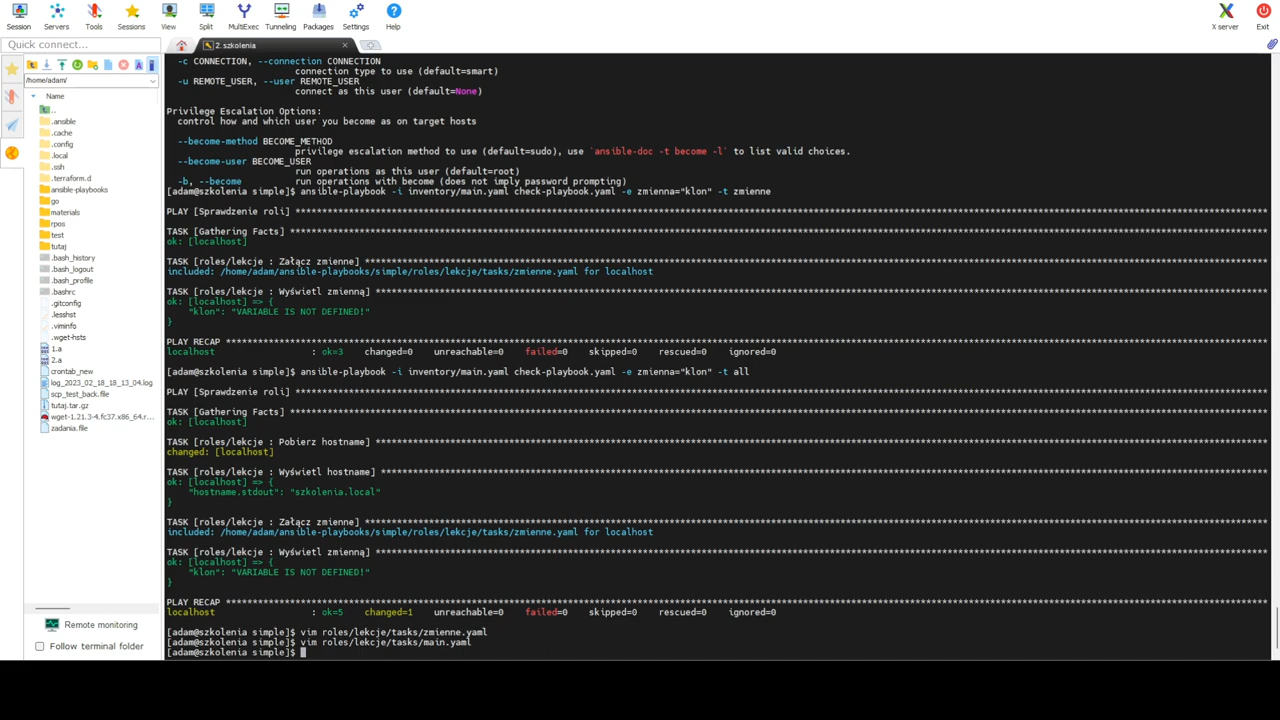 Session Servers Tools Sessions View Split MultiExec Tunneling Packages Settings Help X server Exit
Quick connect...
2. szkolenia
/home/adam/
Name
..
.ansible
.cache
.config
.local
.ssh
.terraform.d
ansible-playbooks
go
materials
rpos
test
tutaj
.bash_history
.bash_logout
.bash_profile
.bashrc
.gitconfig
.lesshst
.viminfo
.wget-hsts
1.a
2.a
crontab_new
log_2023_02_18_18_13_04.log
scp_test_back.file
tutaj.tar.gz
wget-1.21.3-4.fc37.x86_64.r...
zadania.file
Remote monitoring
Follow terminal folder
-c CONNECTION, --connection CONNECTION
connection type to use (default=smart)
-u REMOTE_USER, --user REMOTE_USER
connect as this user (default=None)
Privilege Escalation Options:
control how and which user you become as on target hosts
--become-method BECOME_METHOD
privilege escalation method to use (default=sudo), use `ansible-doc -t become -l` to list valid choices.
--become-user BECOME_USER
run operations as this user (default=root)
-b, --become run operations with become (does not imply password prompting)
[adam@szkolenia simple]$ ansible-playbook -i inventory/main.yaml check-playbook.yaml -e zmienna="klon" -t zmienne
PLAY [Sprawdzenie roli] ****
TASK [Gathering Facts] ****
ok: [localhost]
TASK [roles/lekcje : Załącz zmienne] ****
included: /home/adam/ansible-playbooks/simple/roles/lekcje/tasks/zmienne.yaml for localhost
TASK [roles/lekcje : Wyświetl zmienną] ****
ok: [localhost] => {
"klon": "VARIABLE IS NOT DEFINED!"
}
PLAY RECAP ****
localhost : ok=3 changed=0 unreachable=0 failed=0 skipped=0 rescued=0 ignored=0
[adam@szkolenia simple]$ ansible-playbook -i inventory/main.yaml check-playbook.yaml -e zmienna="klon" -t all
PLAY [Sprawdzenie roli] ****
TASK [Gathering Facts] ****
ok: [localhost]
TASK [roles/lekcje : Pobierz hostname] ****
changed: [localhost]
TASK [roles/lekcje : Wyświetl hostname] ****
ok: [localhost] => {
"hostname.stdout": "szkolenia.local"
}
TASK [roles/lekcje : Załącz zmienne] ****
included: /home/adam/ansible-playbooks/simple/roles/lekcje/tasks/zmienne.yaml for localhost
TASK [roles/lekcje : Wyświetl zmienną] ****
ok: [localhost] => {
"klon": "VARIABLE IS NOT DEFINED!"
}
PLAY RECAP ****
localhost : ok=5 changed=1 unreachable=0 failed=0 skipped=0 rescued=0 ignored=0
[adam@szkolenia simple]$ vim roles/lekcje/tasks/zmienne.yaml
[adam@szkolenia simple]$ vim roles/lekcje/tasks/main.yaml
[adam@szkolenia simple]$